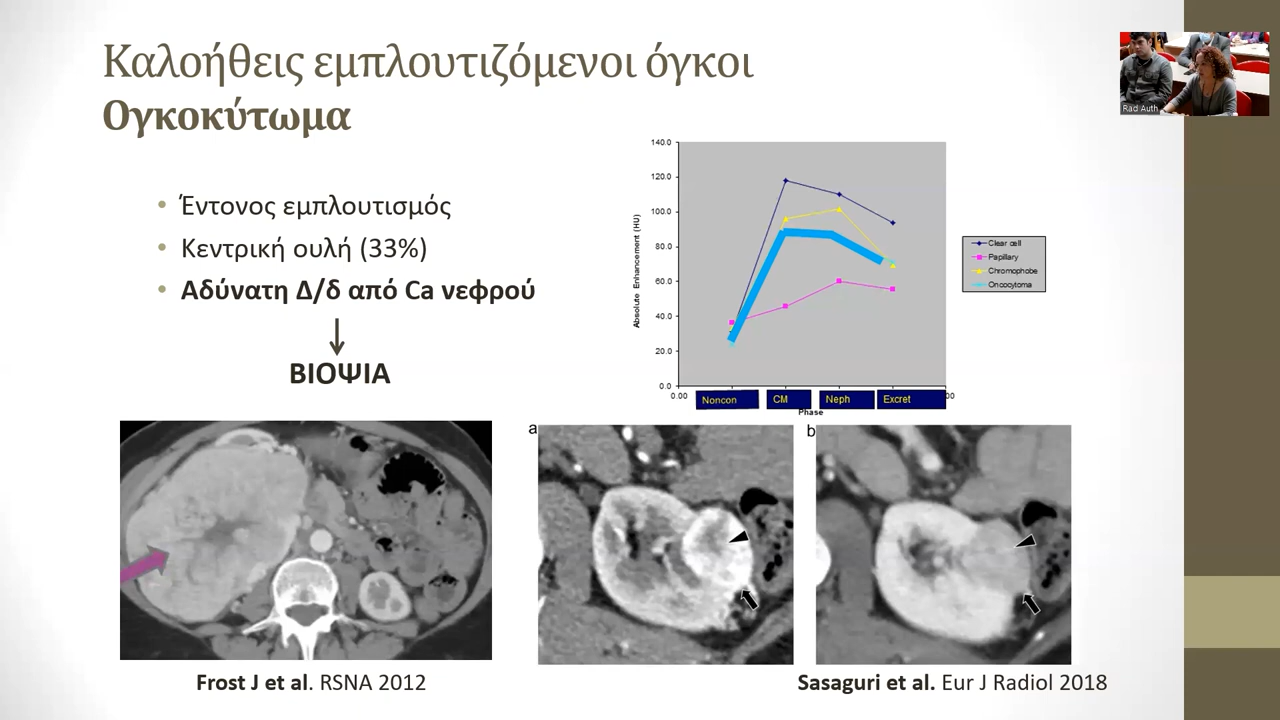 Καλοήθεις εμπλουτιζόμενοι όγκοι
Ογκοκύτωμα
Rad Auth
• Έντονος εμπλουτισμός
• Κεντρική ουλή (33%)
• Αδύνατη Δ/δ από Ca νεφρού
ΒΙΟΨΙΑ
Absolute Enhancement (HU)
140.0
120.0
100.0
80.0
60.0
40.0
20.0
0.0
0.00
Noncon
CM
Neph
Excret
00
Phase
Clear cell
Papillary
Chromophobe
Oncocytoma
a
b
Frost J et al. RSNA 2012
Sasaguri et al. Eur J Radiol 2018